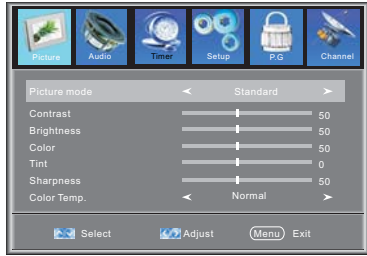 Picture Audio Timer Setup P.G Channel
Picture mode < Standard >
Contrast 50
Brightness 50
Color 50
Tint 0
Sharpness 50
Color Temp. < Normal >
Select Adjust Menu Exit